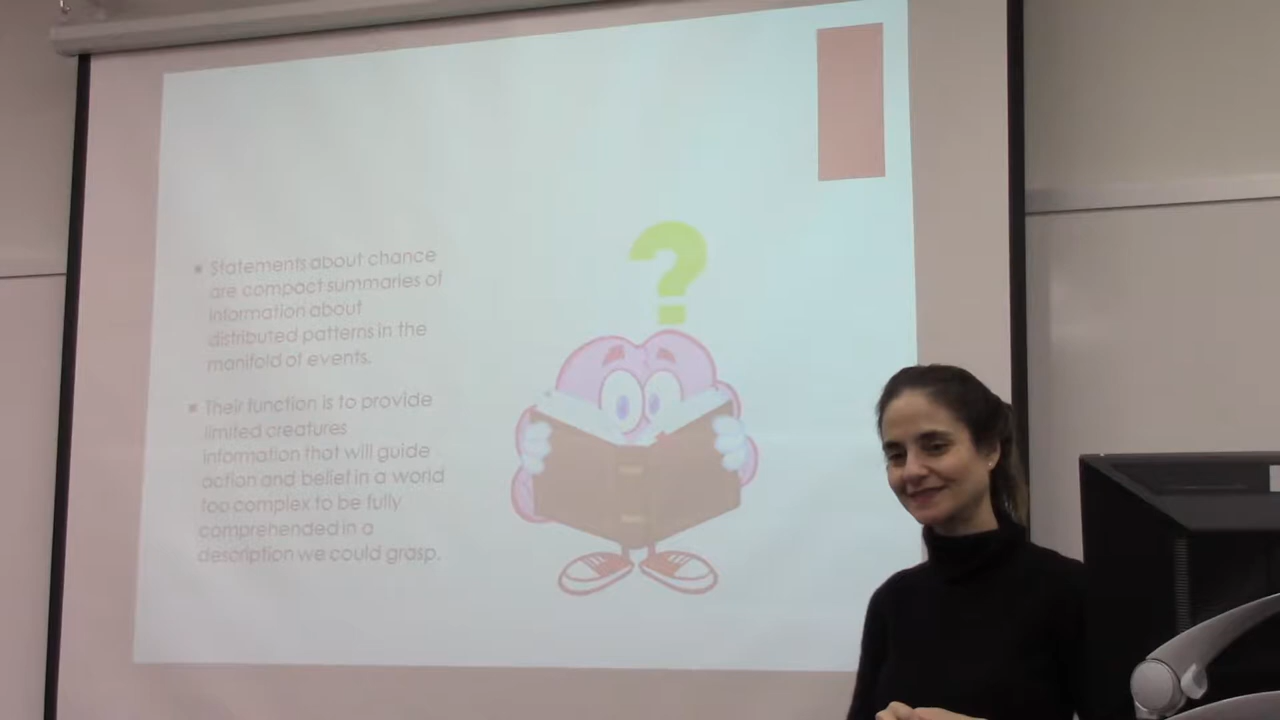 Statements about chance
are compact summaries of
information about
distributed patterns in the
manifold of events.
Their function is to provide
limited creatures
information that will guide
action and belief in a world
too complex to be fully
comprehended in a
description we could grasp.
?